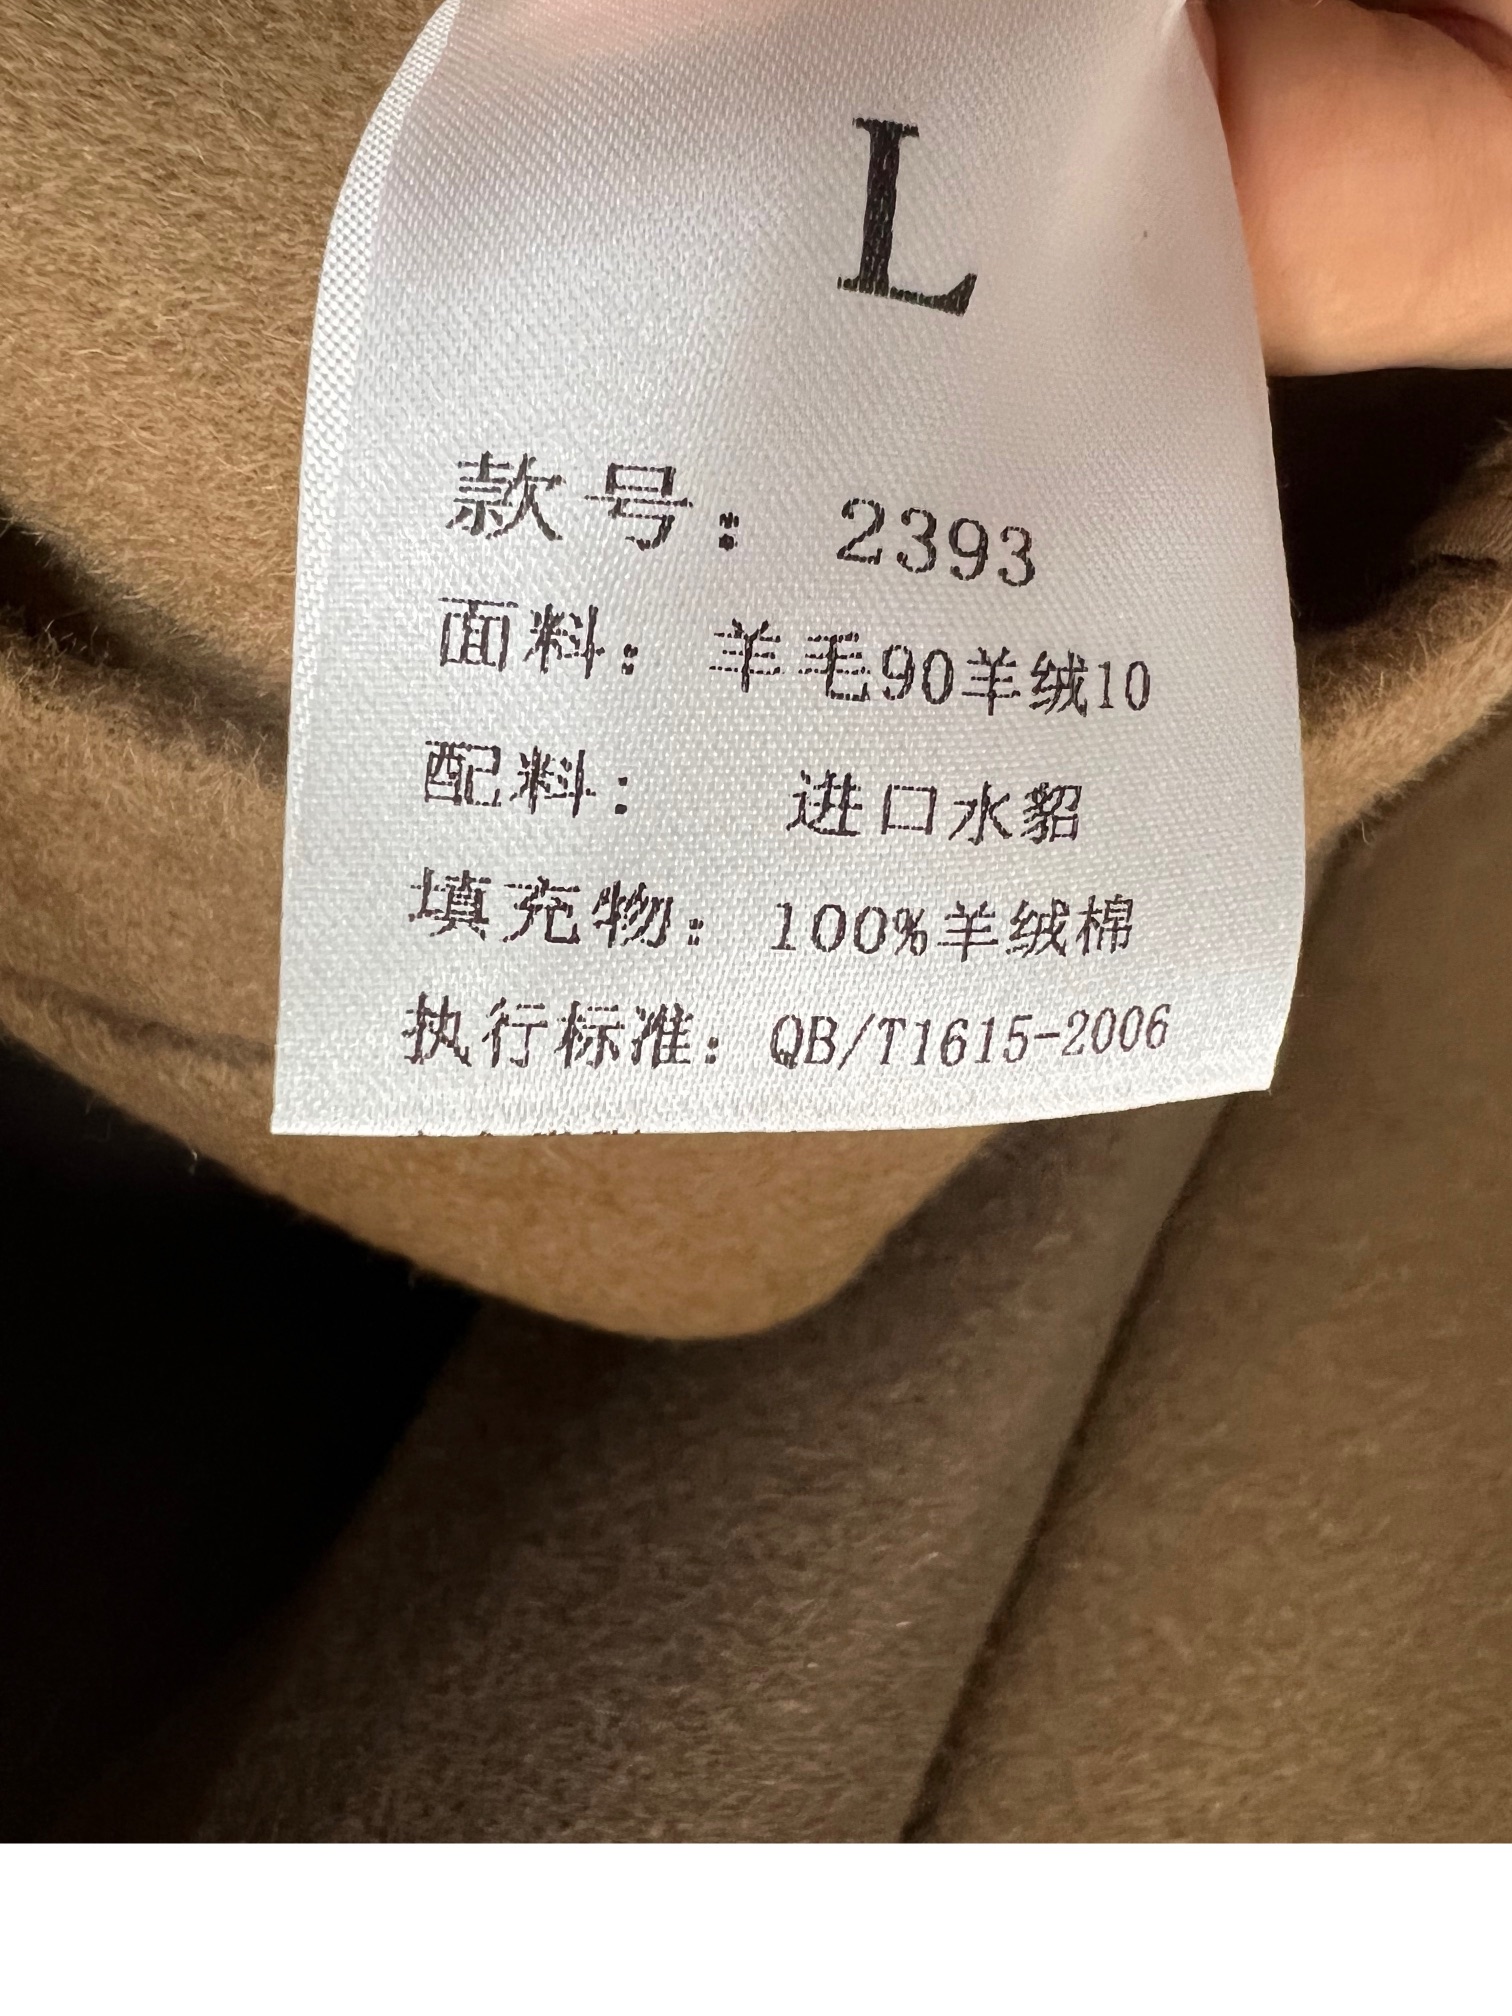 L
款号： 2393
面料： 羊毛90羊绒10
配料： 进口水貂
填充物： 100%羊绒棉
执行标准： QB/T1615-2006